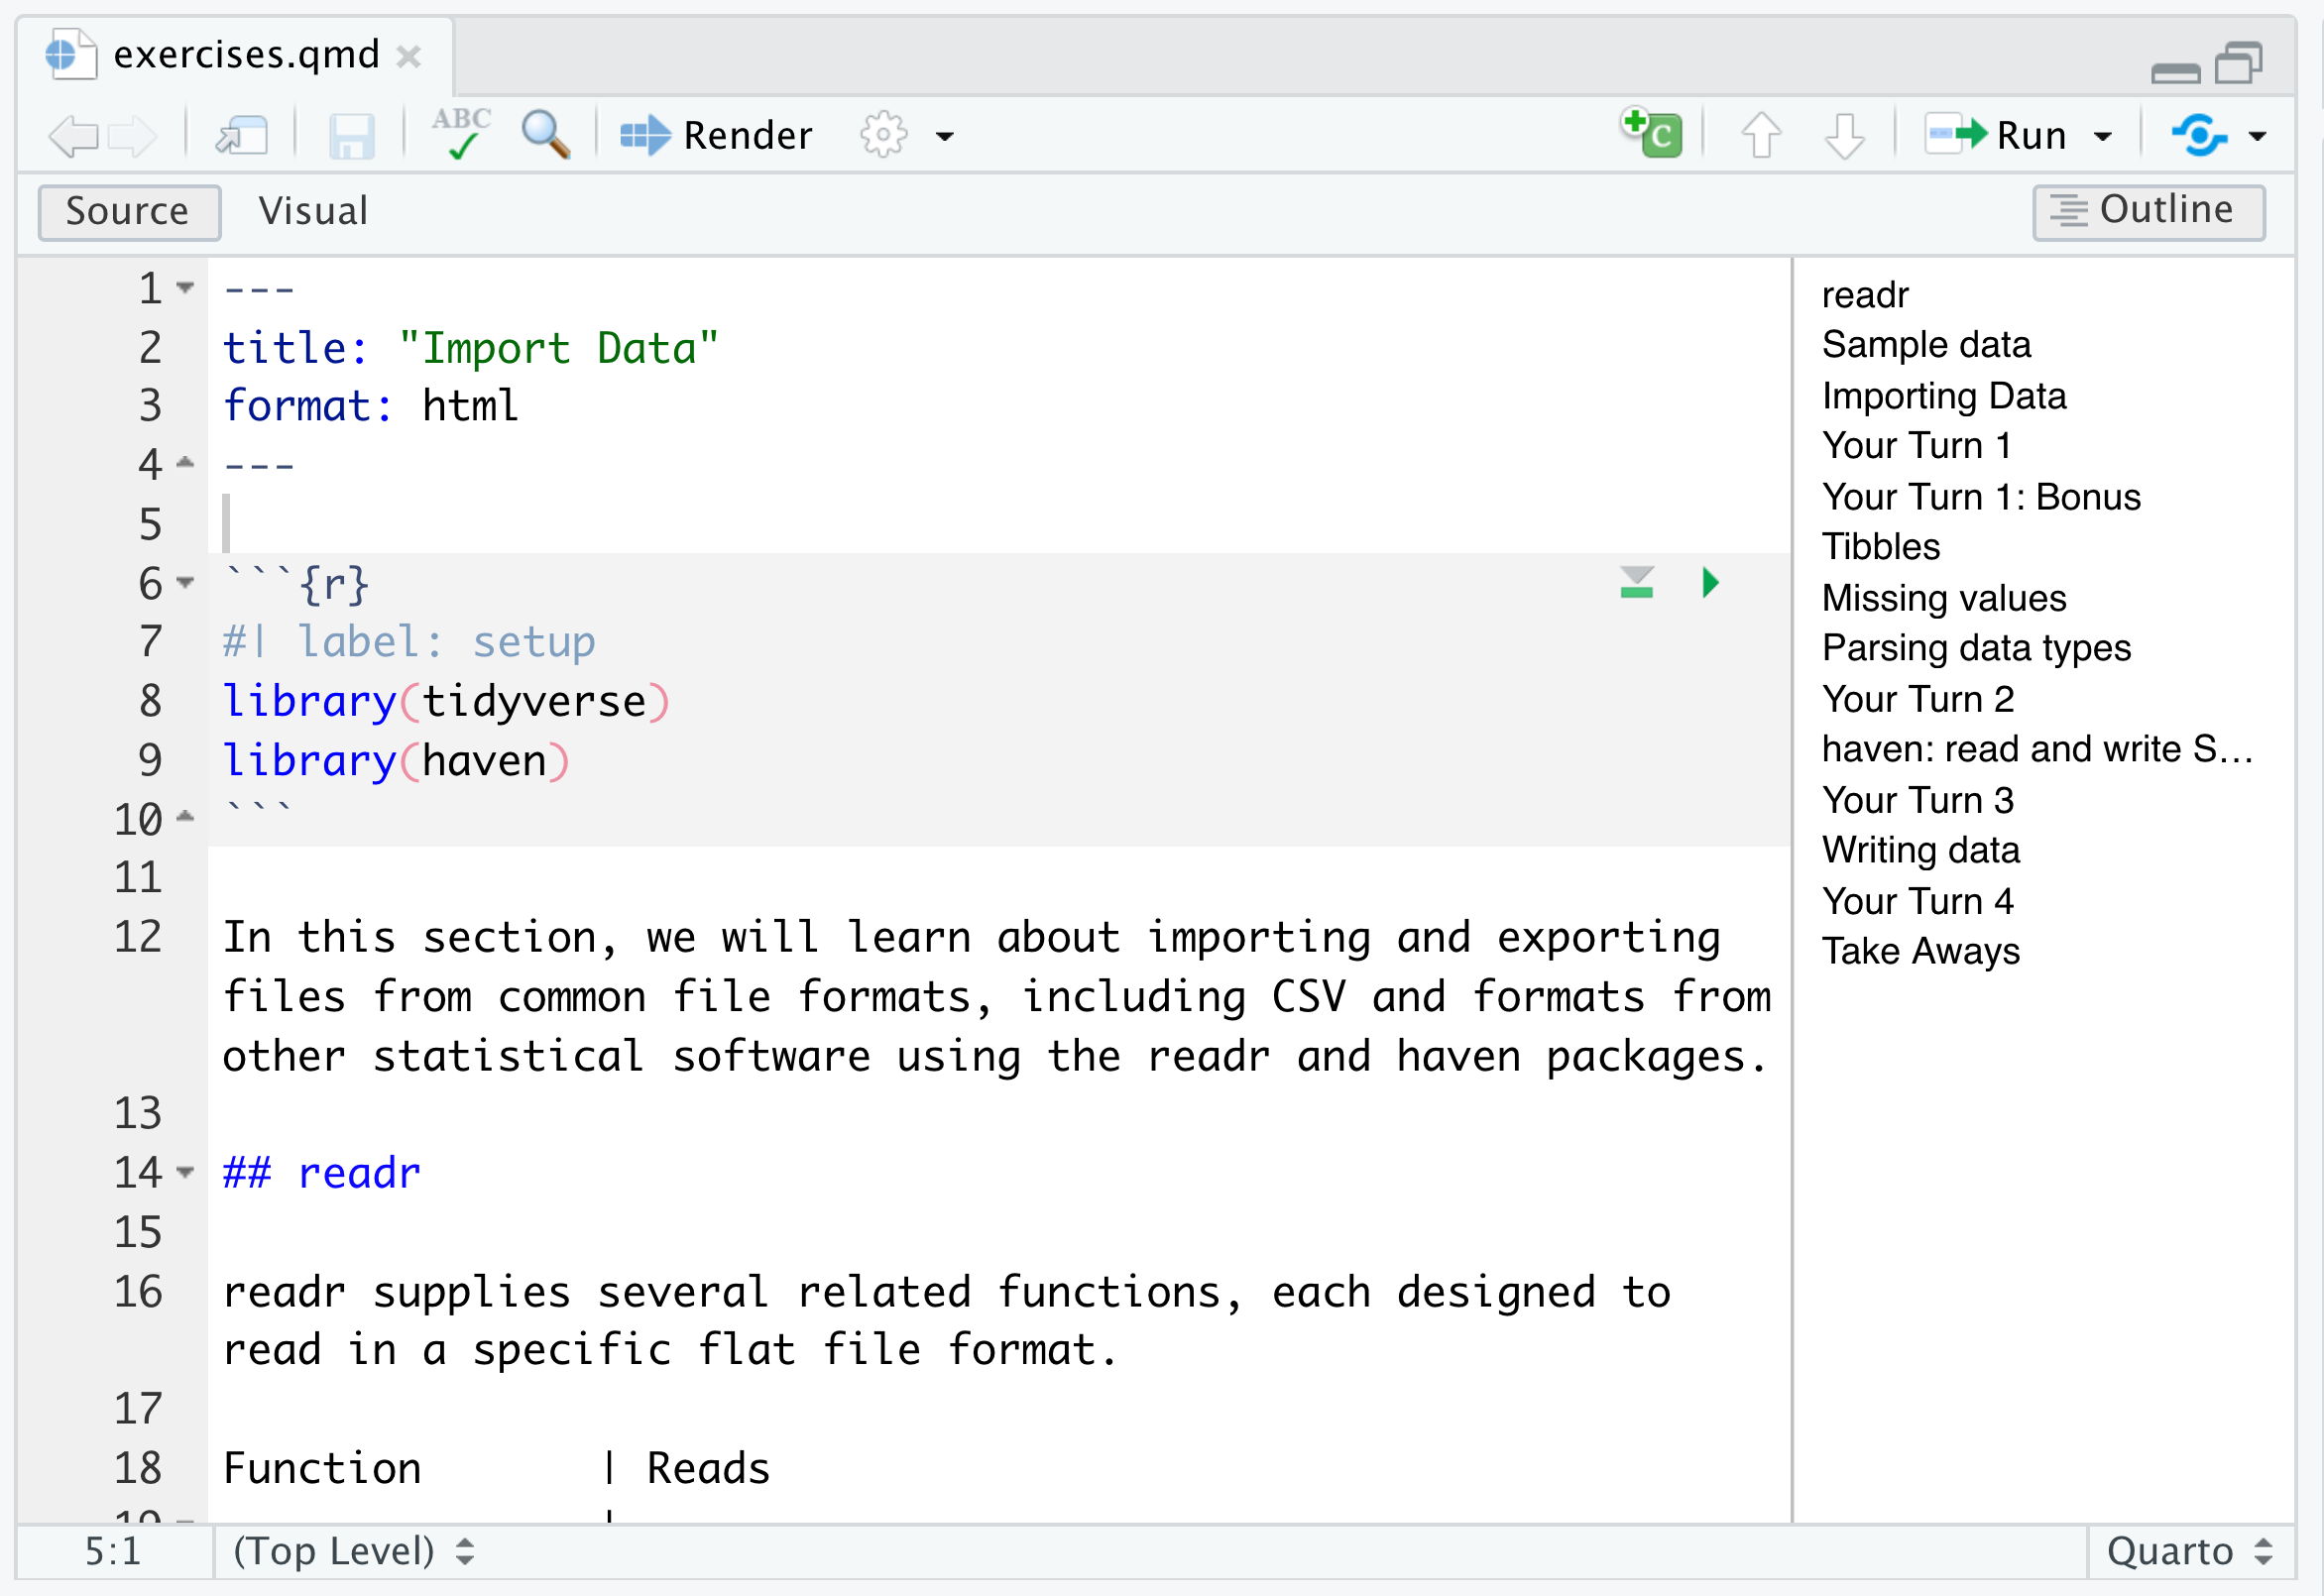 exercises.qmd
ABC Render C Run
Source Visual Outline
1 ---
2 title: "Import Data"
3 format: html
4 ---
5
6 ```{r}
7 #| label: setup
8 library(tidyverse)
9 library(haven)
10 ```
11
12 In this section, we will learn about importing and exporting
files from common file formats, including CSV and formats from
other statistical software using the readr and haven packages.
13
14 ## readr
15
16 readr supplies several related functions, each designed to
read in a specific flat file format.
17
18 Function | Reads
19 |
readr
Sample data
Importing Data
Your Turn 1
Your Turn 1: Bonus
Tibbles
Missing values
Parsing data types
Your Turn 2
haven: read and write S...
Your Turn 3
Writing data
Your Turn 4
Take Aways
5:1 (Top Level) Quarto